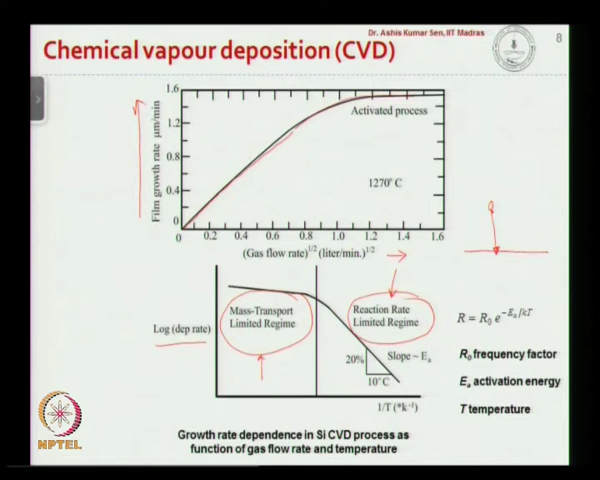 Dr. Ashis Kumar Sen, IIT Madras
8
Chemical vapour deposition (CVD)
Film growth rate μm/min
1.6
1.2
0.8
0.4
0
Activated process
1270° C
0 0.2 0.4 0.6 0.8 1.0 1.2 1.4 1.6
(Gas flow rate)^1/2 (liter/min.)^1/2
Log (dep rate)
Mass-Transport
Limited Regime
Reaction Rate
Limited Regime
20%
Slope ~ Eₐ
10°C
1/T (°k⁻¹)
R = R₀ e^−Eₐ/kT
R₀ frequency factor
Eₐ activation energy
T temperature
NPTEL
Growth rate dependence in Si CVD process as
function of gas flow rate and temperature